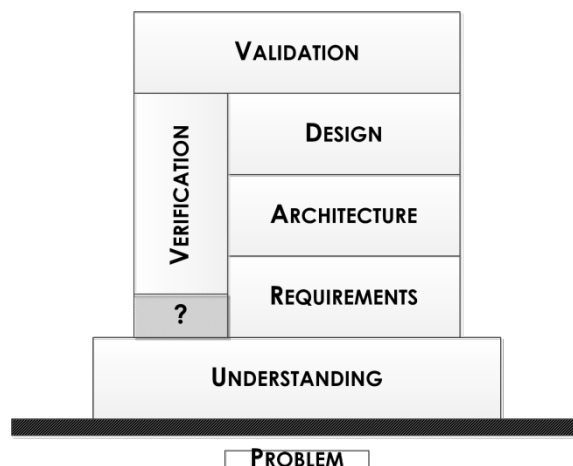 VALIDATION
DESIGN
VERIFICATION
ARCHITECTURE
REQUIREMENTS
?
UNDERSTANDING
PROBLEM